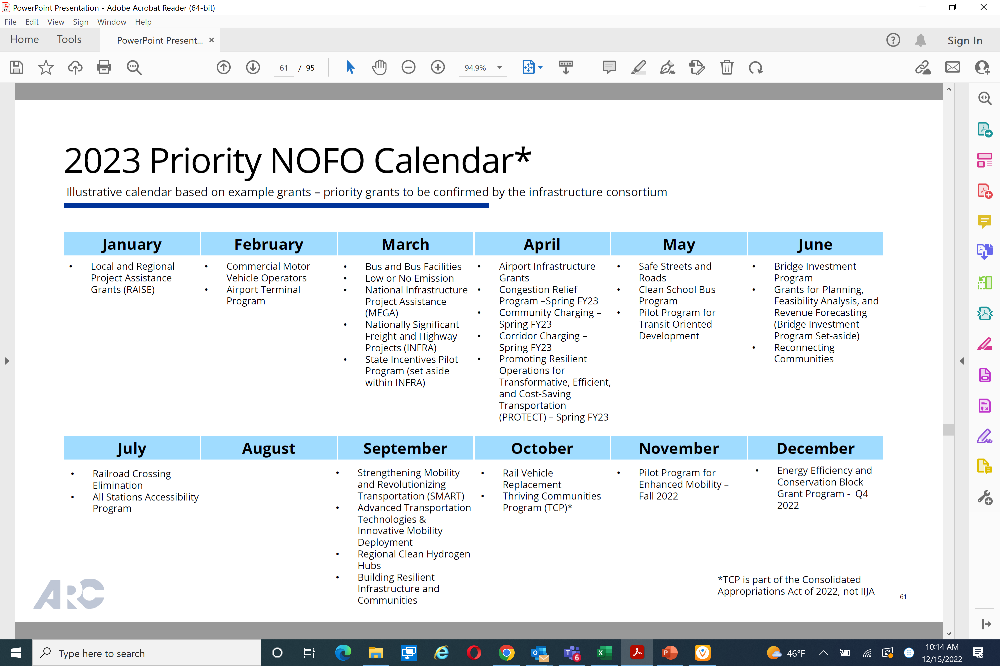 PowerPoint Presentation - Adobe Acrobat Reader (64-bit)
File Edit View Sign Window Help
Home Tools PowerPoint Present... × Sign In
61 / 95 94.9%
2023 Priority NOFO Calendar*
Illustrative calendar based on example grants – priority grants to be confirmed by the infrastructure consortium
January
• Local and Regional
Project Assistance
Grants (RAISE)
February
• Commercial Motor
Vehicle Operators
• Airport Terminal
Program
March
• Bus and Bus Facilities
• Low or No Emission
• National Infrastructure
Project Assistance
(MEGA)
• Nationally Significant
Freight and Highway
Projects (INFRA)
• State Incentives Pilot
Program (set aside
within INFRA)
April
• Airport Infrastructure
Grants
• Congestion Relief
Program –Spring FY23
• Community Charging –
Spring FY23
• Corridor Charging –
Spring FY23
• Promoting Resilient
Operations for
Transformative, Efficient,
and Cost-Saving
Transportation
(PROTECT) – Spring FY23
May
• Safe Streets and
Roads
• Clean School Bus
Program
• Pilot Program for
Transit Oriented
Development
June
• Bridge Investment
Program
• Grants for Planning,
Feasibility Analysis, and
Revenue Forecasting
(Bridge Investment
Program Set-aside)
• Reconnecting
Communities
July
• Railroad Crossing
Elimination
• All Stations Accessibility
Program
August
September
• Strengthening Mobility
and Revolutionizing
Transportation (SMART)
• Advanced Transportation
Technologies &
Innovative Mobility
Deployment
• Regional Clean Hydrogen
Hubs
• Building Resilient
Infrastructure and
Communities
October
• Rail Vehicle
Replacement
• Thriving Communities
Program (TCP)*
November
• Pilot Program for
Enhanced Mobility –
Fall 2022
December
• Energy Efficiency and
Conservation Block
Grant Program - Q4
2022
*TCP is part of the Consolidated
Appropriations Act of 2022, not IIJA
61
ARC
Type here to search
6
46°F
10:14 AM
12/15/2022